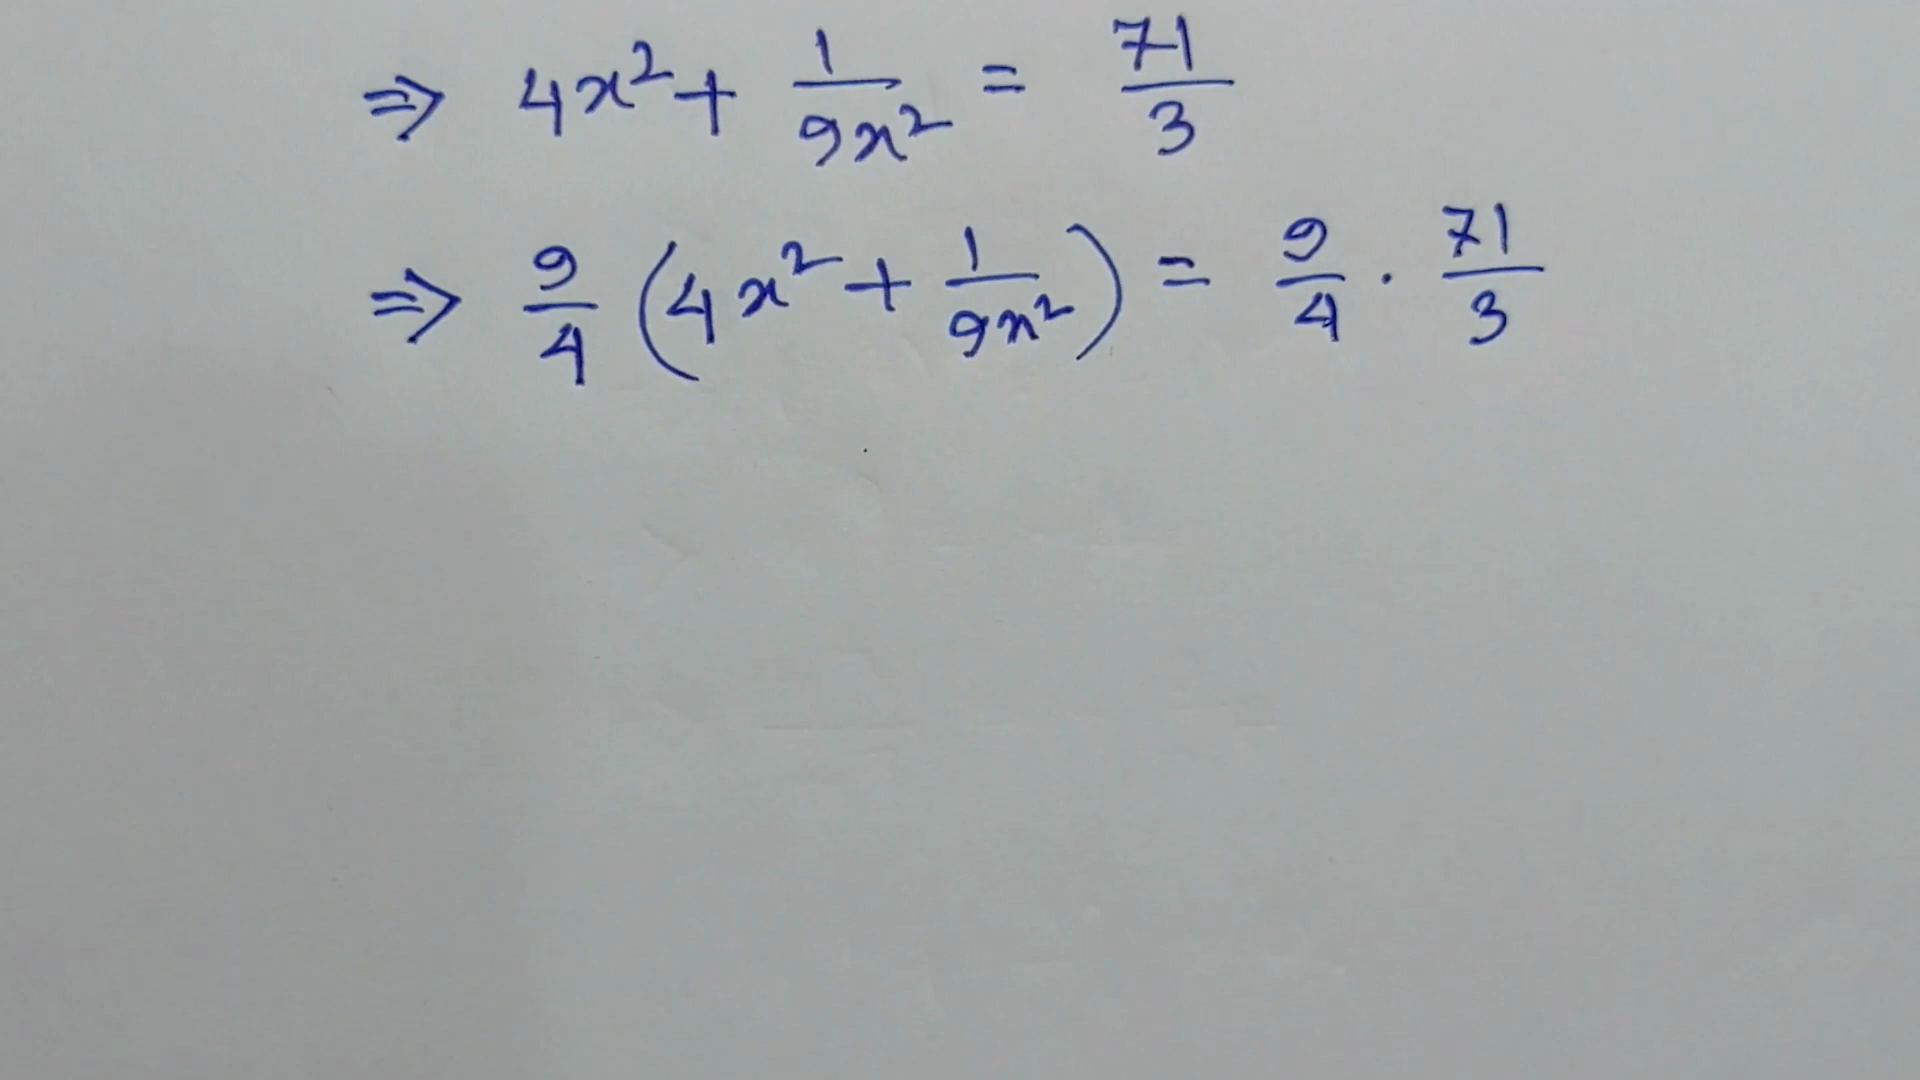 ⇒ 4x² + 1/9x² = 71/3
⇒ 9/4 (4x² + 1/9x²) = 9/4 · 71/3